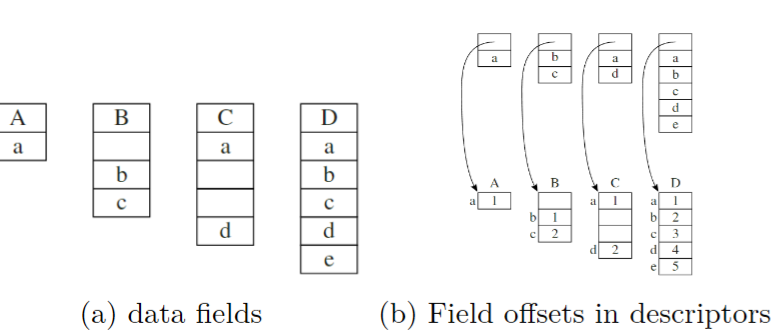 a b a a
c d b
c
d
e
A B C D
a a a
b b
c c
d d
e
A B C D
a 1 a 1 a 1
b 1 b 2
c 2 c 3
d 2 d 4
e 5
(a) data fields (b) Field offsets in descriptors